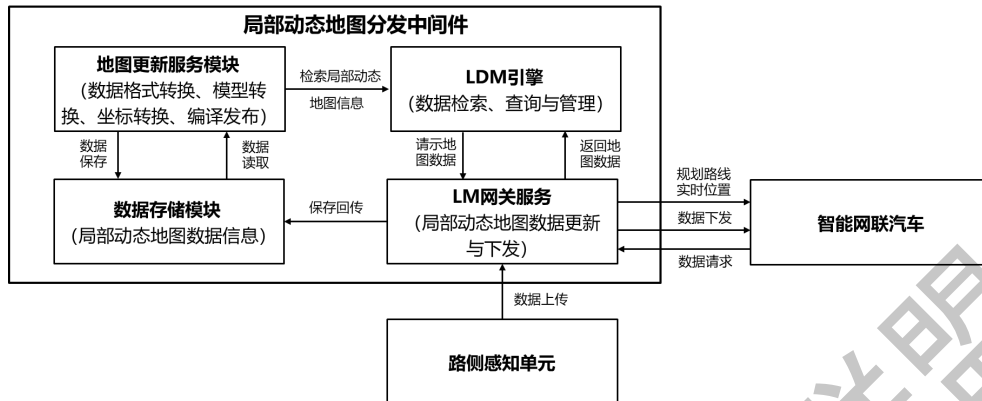 局部动态地图分发中间件
地图更新服务模块
（数据格式转换、模型转
换、坐标转换、编译发布）
检索局部动态
地图信息
LDM引擎
（数据检索、查询与管理）
数据
保存
数据
读取
请示地
图数据
返回地
图数据
数据存储模块
（局部动态地图数据信息）
保存回传
LM网关服务
（局部动态地图数据更新
与下发）
规划路线
实时位置
数据下发
数据请求
智能网联汽车
数据上传
路侧感知单元
联明